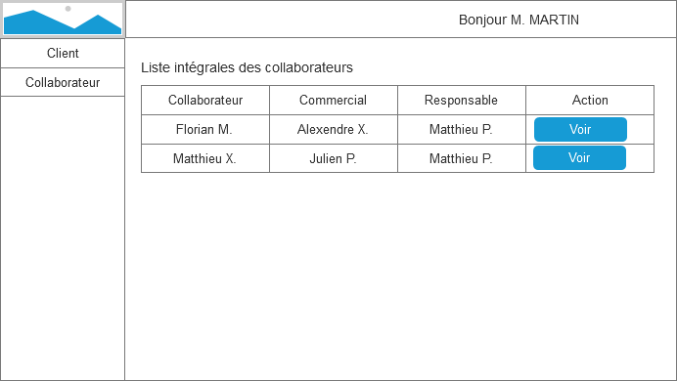 Bonjour M. MARTIN
Client
Collaborateur
Liste intégrales des collaborateurs
Collaborateur Commercial Responsable Action
Florian M. Alexendre X. Matthieu P. Voir
Matthieu X. Julien P. Matthieu P. Voir